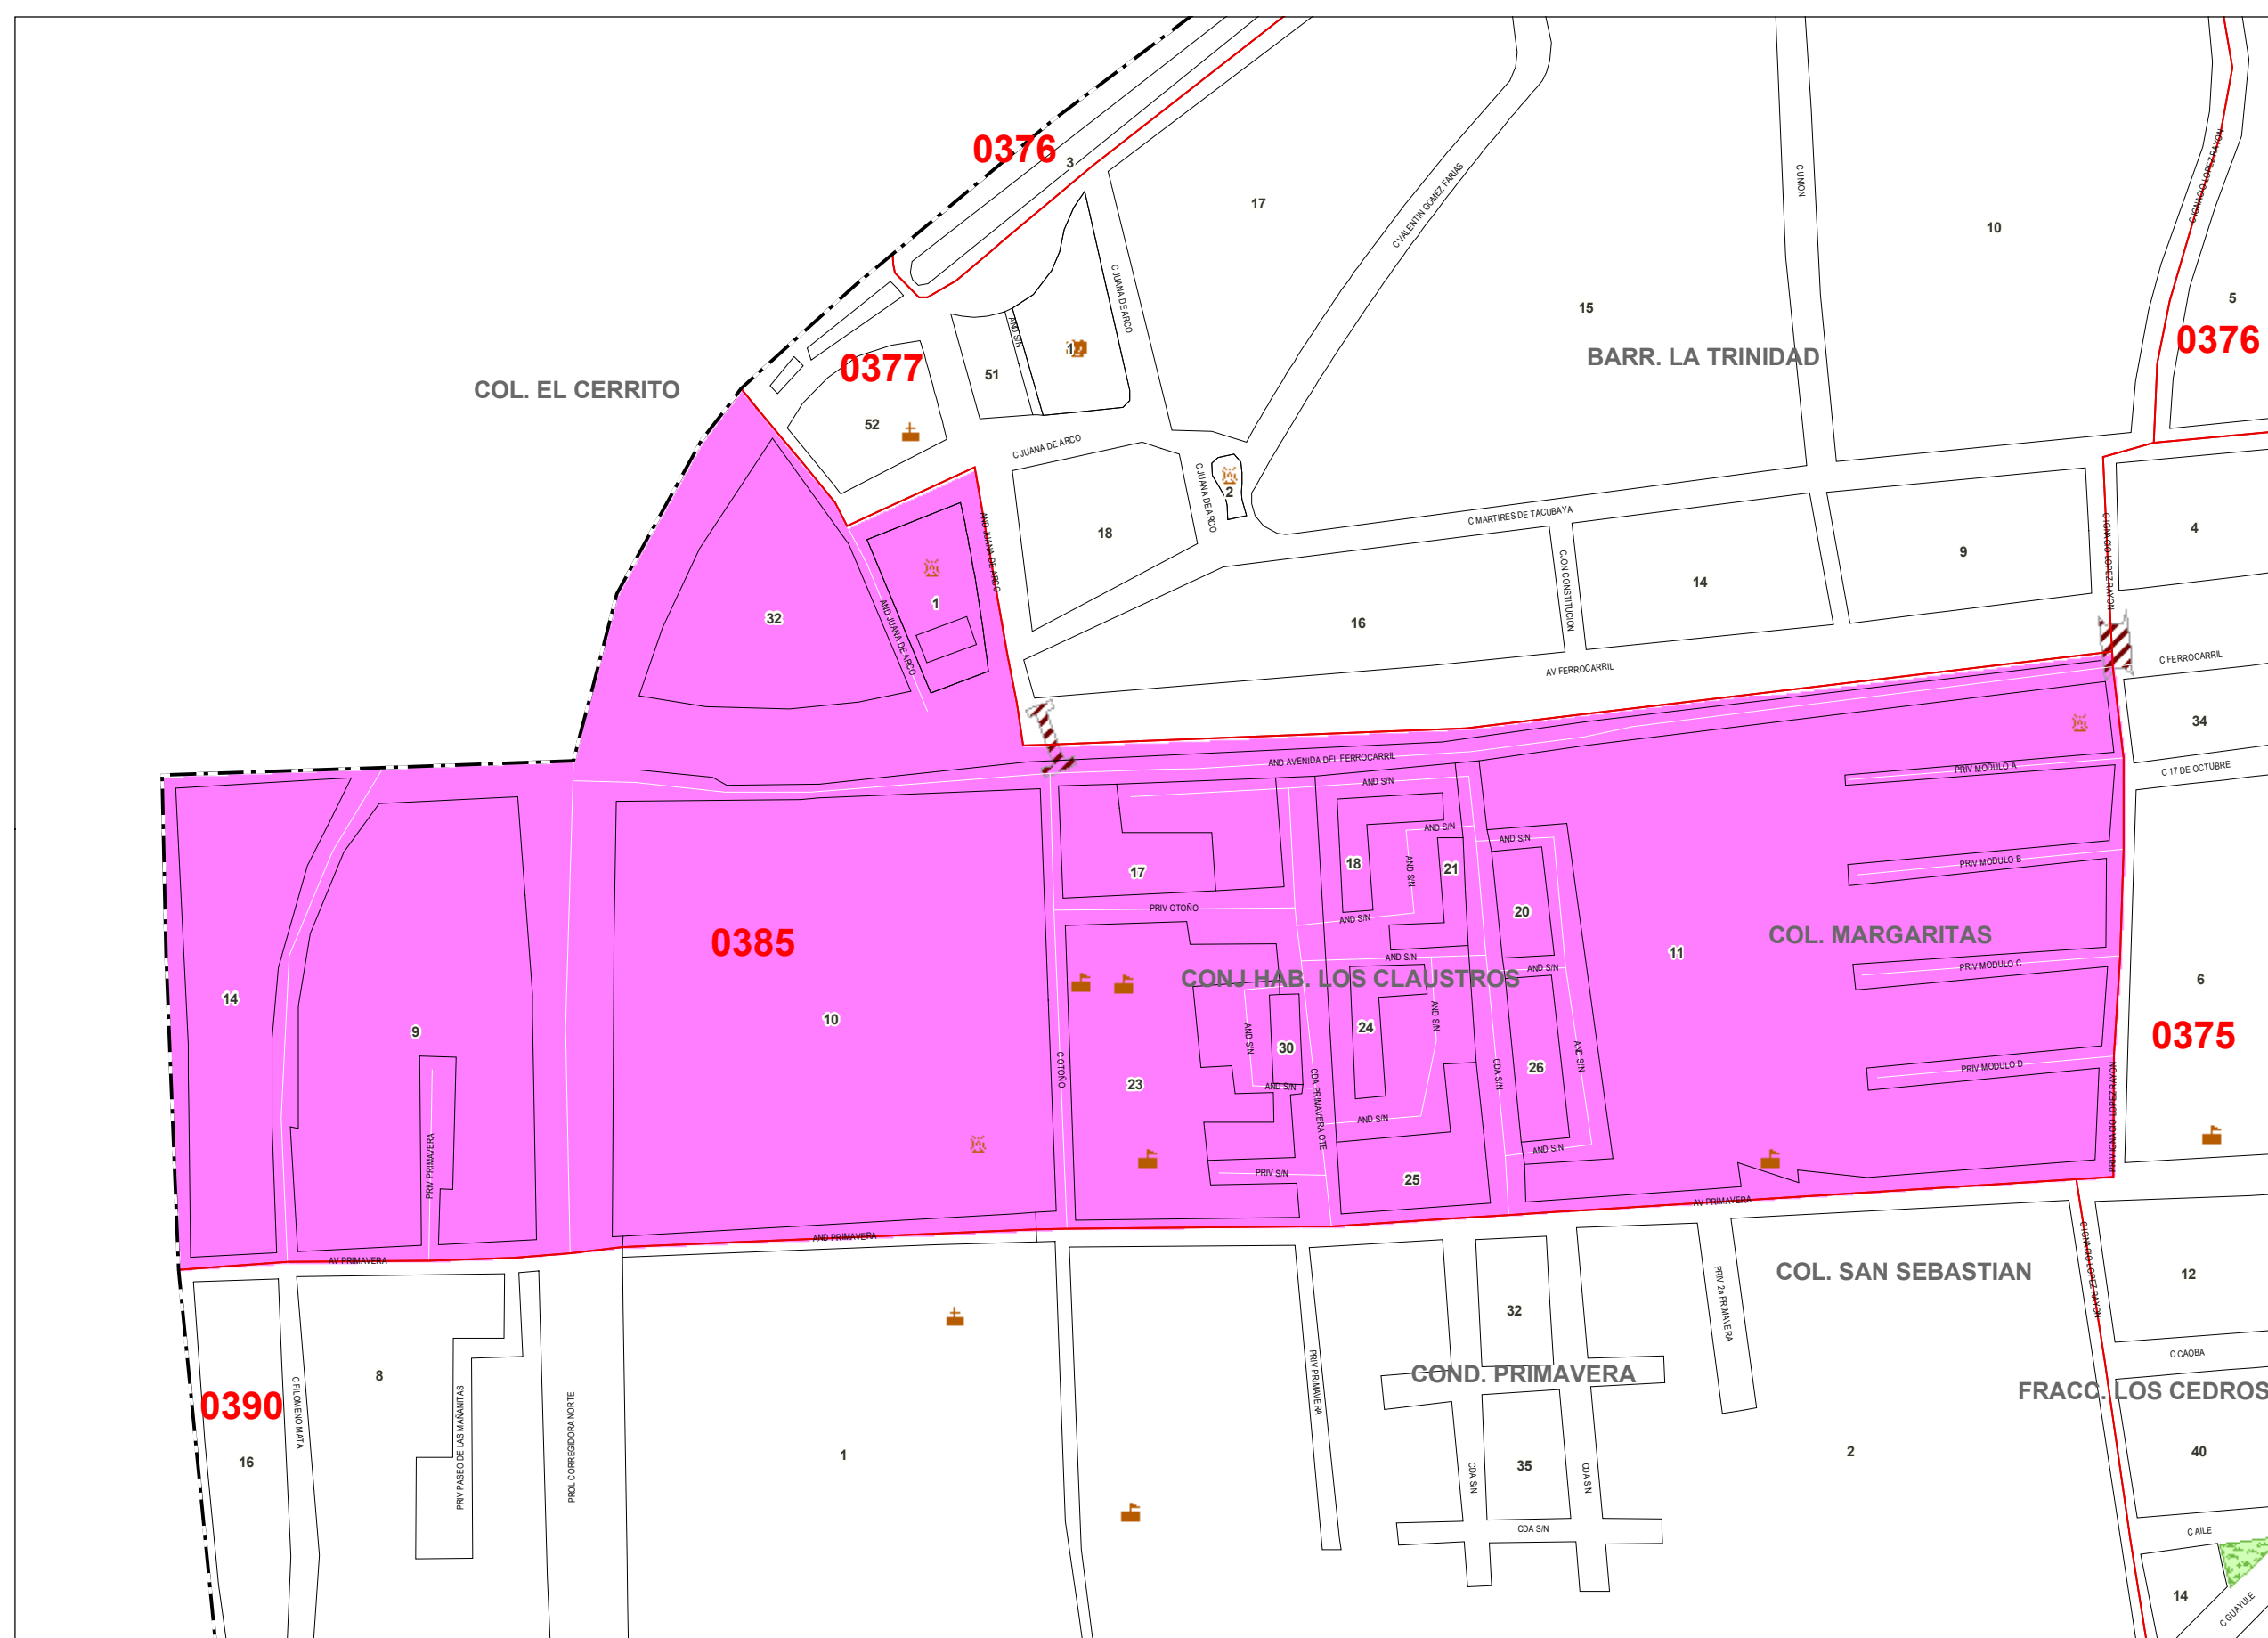 0376
3
17
C VALENTIN GOMEZ FARIAS
C UNION
10
C IGNACIO LOPEZ RAYON
5
0376
15
BARR. LA TRINIDAD
C JUANA DE ARCO
AND S/N
51
0377
52
COL. EL CERRITO
C JUANA DE ARCO
C JUANA DE ARCO
2
18
C MARTIRES DE TACUBAYA
CJON CONSTITUCION
C IGNACIO LOPEZ RAYON
4
9
14
16
AV FERROCARRIL
C FERROCARRIL
AND JUANA DE ARCO
1
32
AND JUANA DE ARCO
34
C 17 DE OCTUBRE
AND AVENIDA DEL FERROCARRIL
PRIV MODULO A
AND S/N
AND S/N
AND S/N
18
21
AND S/N
17
PRIV MODULO B
PRIV OTOÑO
AND S/N
20
0385
COL. MARGARITAS
11
AND S/N
AND S/N
PRIV MODULO C
CONJ HAB. LOS CLAUSTROS
6
14
10
9
AND S/N
24
AND S/N
0375
30
CDA S/N
26
AND S/N
C OTOÑO
23
AND S/N
CDA PRIMAVERA OTE
PRIV MODULO D
AND S/N
PRIV IGNACIO LOPEZ RAYON
AND S/N
PRIV PRIMAVERA
PRIV S/N
25
AV PRIMAVERA
AND PRIMAVERA
AV PRIMAVERA
COL. SAN SEBASTIAN
C IGNACIO LOPEZ RAYON
12
PRIV 2a PRIMAVERA
32
C CAOBA
8
PRIV PRIMAVERA
COND. PRIMAVERA
FRACC. LOS CEDROS
0390
C FILOMENO MATA
PRIV PASEO DE LAS MAÑANITAS
PROL CORREGIDORA NORTE
16
1
35
CDA S/N
CDA S/N
2
40
CDA S/N
C AILE
14
C GUAYULE